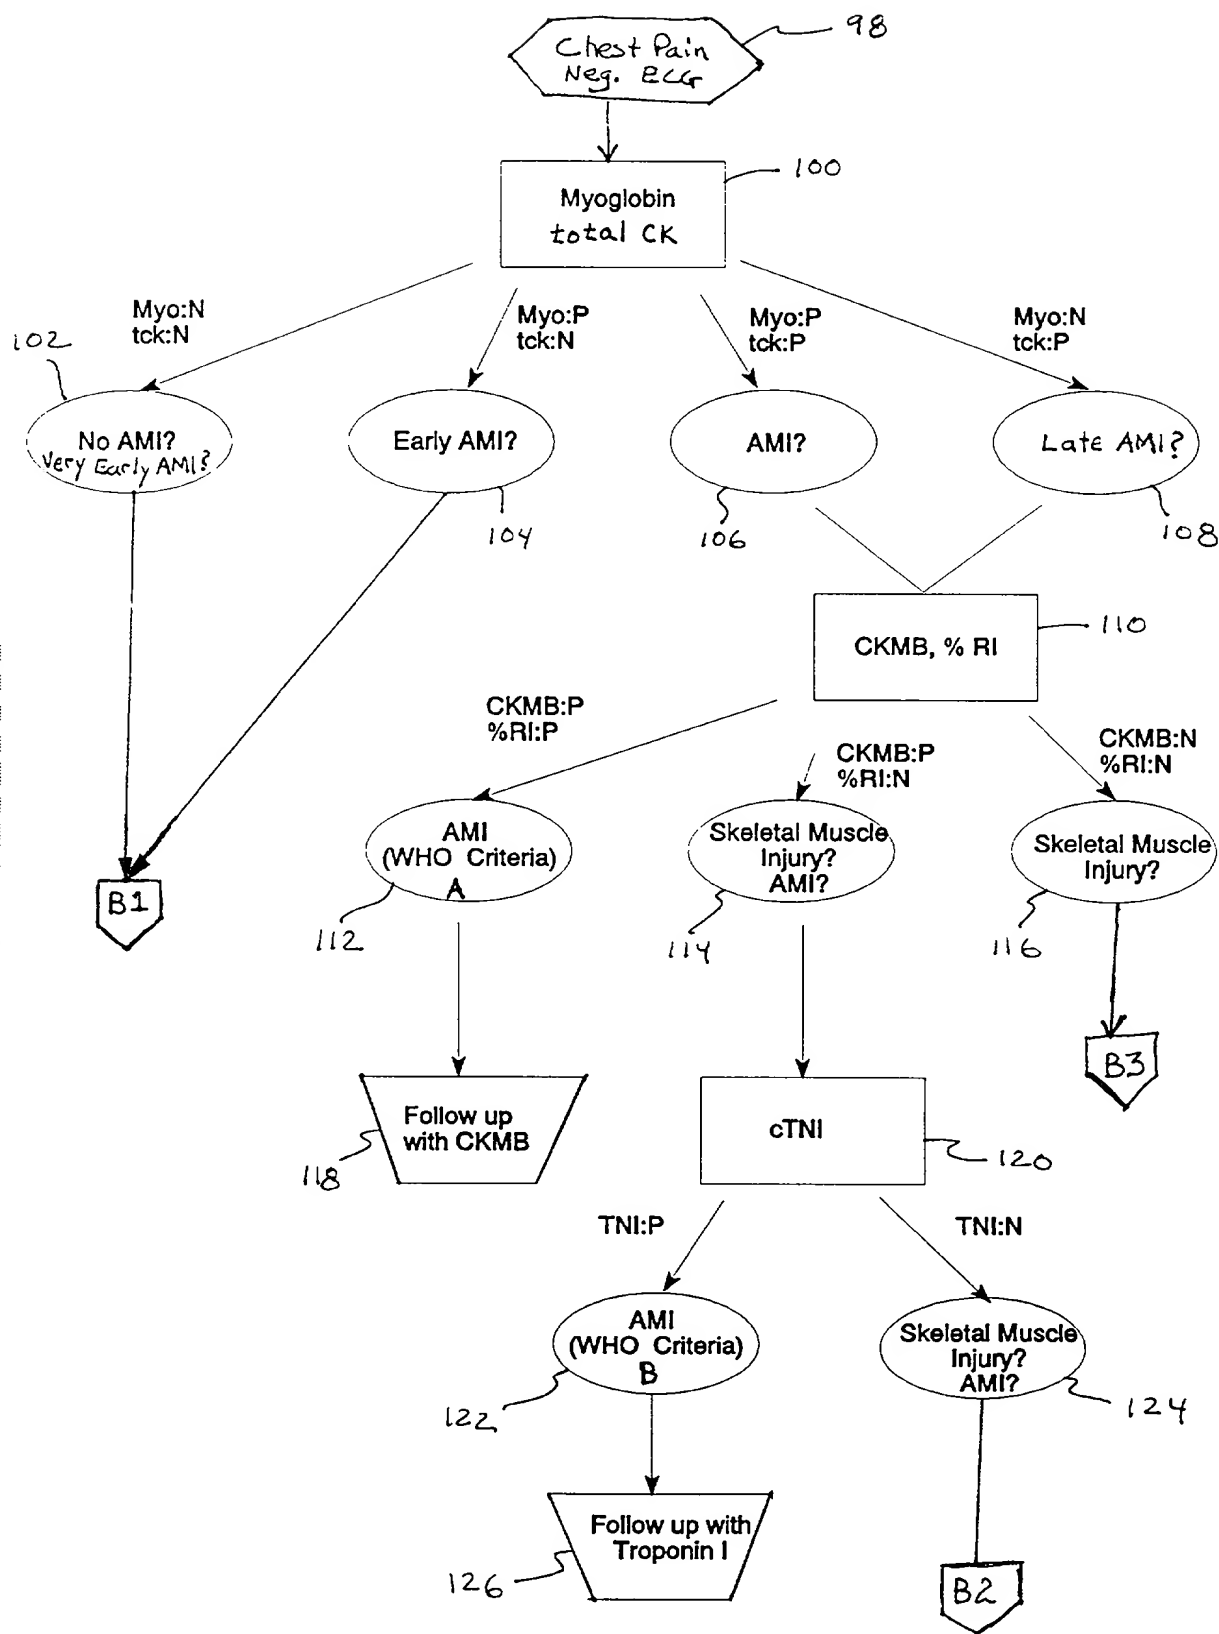 98
Chest Pain
Neg. ECG
100
Myoglobin
total CK
Myo:N
tck:N
Myo:P
tck:N
Myo:P
tck:P
Myo:N
tck:P
102
No AMI?
Very Early AMI?
Early AMI?
AMI?
Late AMI?
104
106
108
110
CKMB, % RI
CKMB:P
%RI:P
CKMB:P
%RI:N
CKMB:N
%RI:N
AMI
(WHO Criteria)
A
Skeletal Muscle
Injury?
AMI?
Skeletal Muscle
Injury?
B1
112
114
116
B3
Follow up
with CKMB
118
cTNI
120
TNI:P
TNI:N
AMI
(WHO Criteria)
B
Skeletal Muscle
Injury?
AMI?
122
124
Follow up with
Troponin I
126
B2